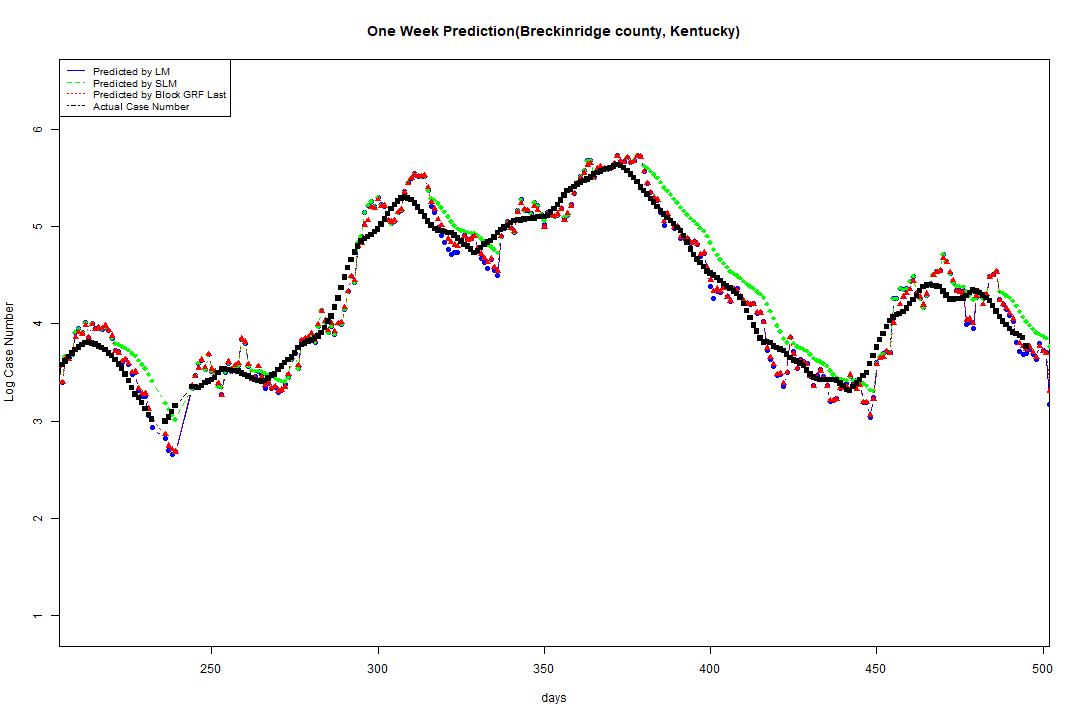 One Week Prediction(Breckinridge county, Kentucky)
Predicted by LM
Predicted by SLM
Predicted by Block GRF Last
Actual Case Number
Log Case Number
6
5
4
3
2
1
250 300 350 400 450 500
days